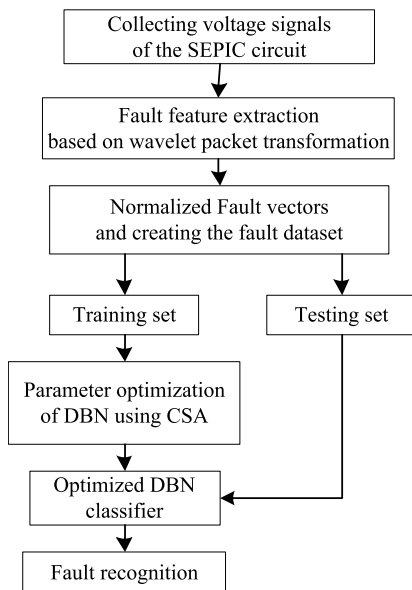 Collecting voltage signals
of the SEPIC circuit
Fault feature extraction
based on wavelet packet transformation
Normalized Fault vectors
and creating the fault dataset
Training set
Testing set
Parameter optimization
of DBN using CSA
Optimized DBN
classifier
Fault recognition